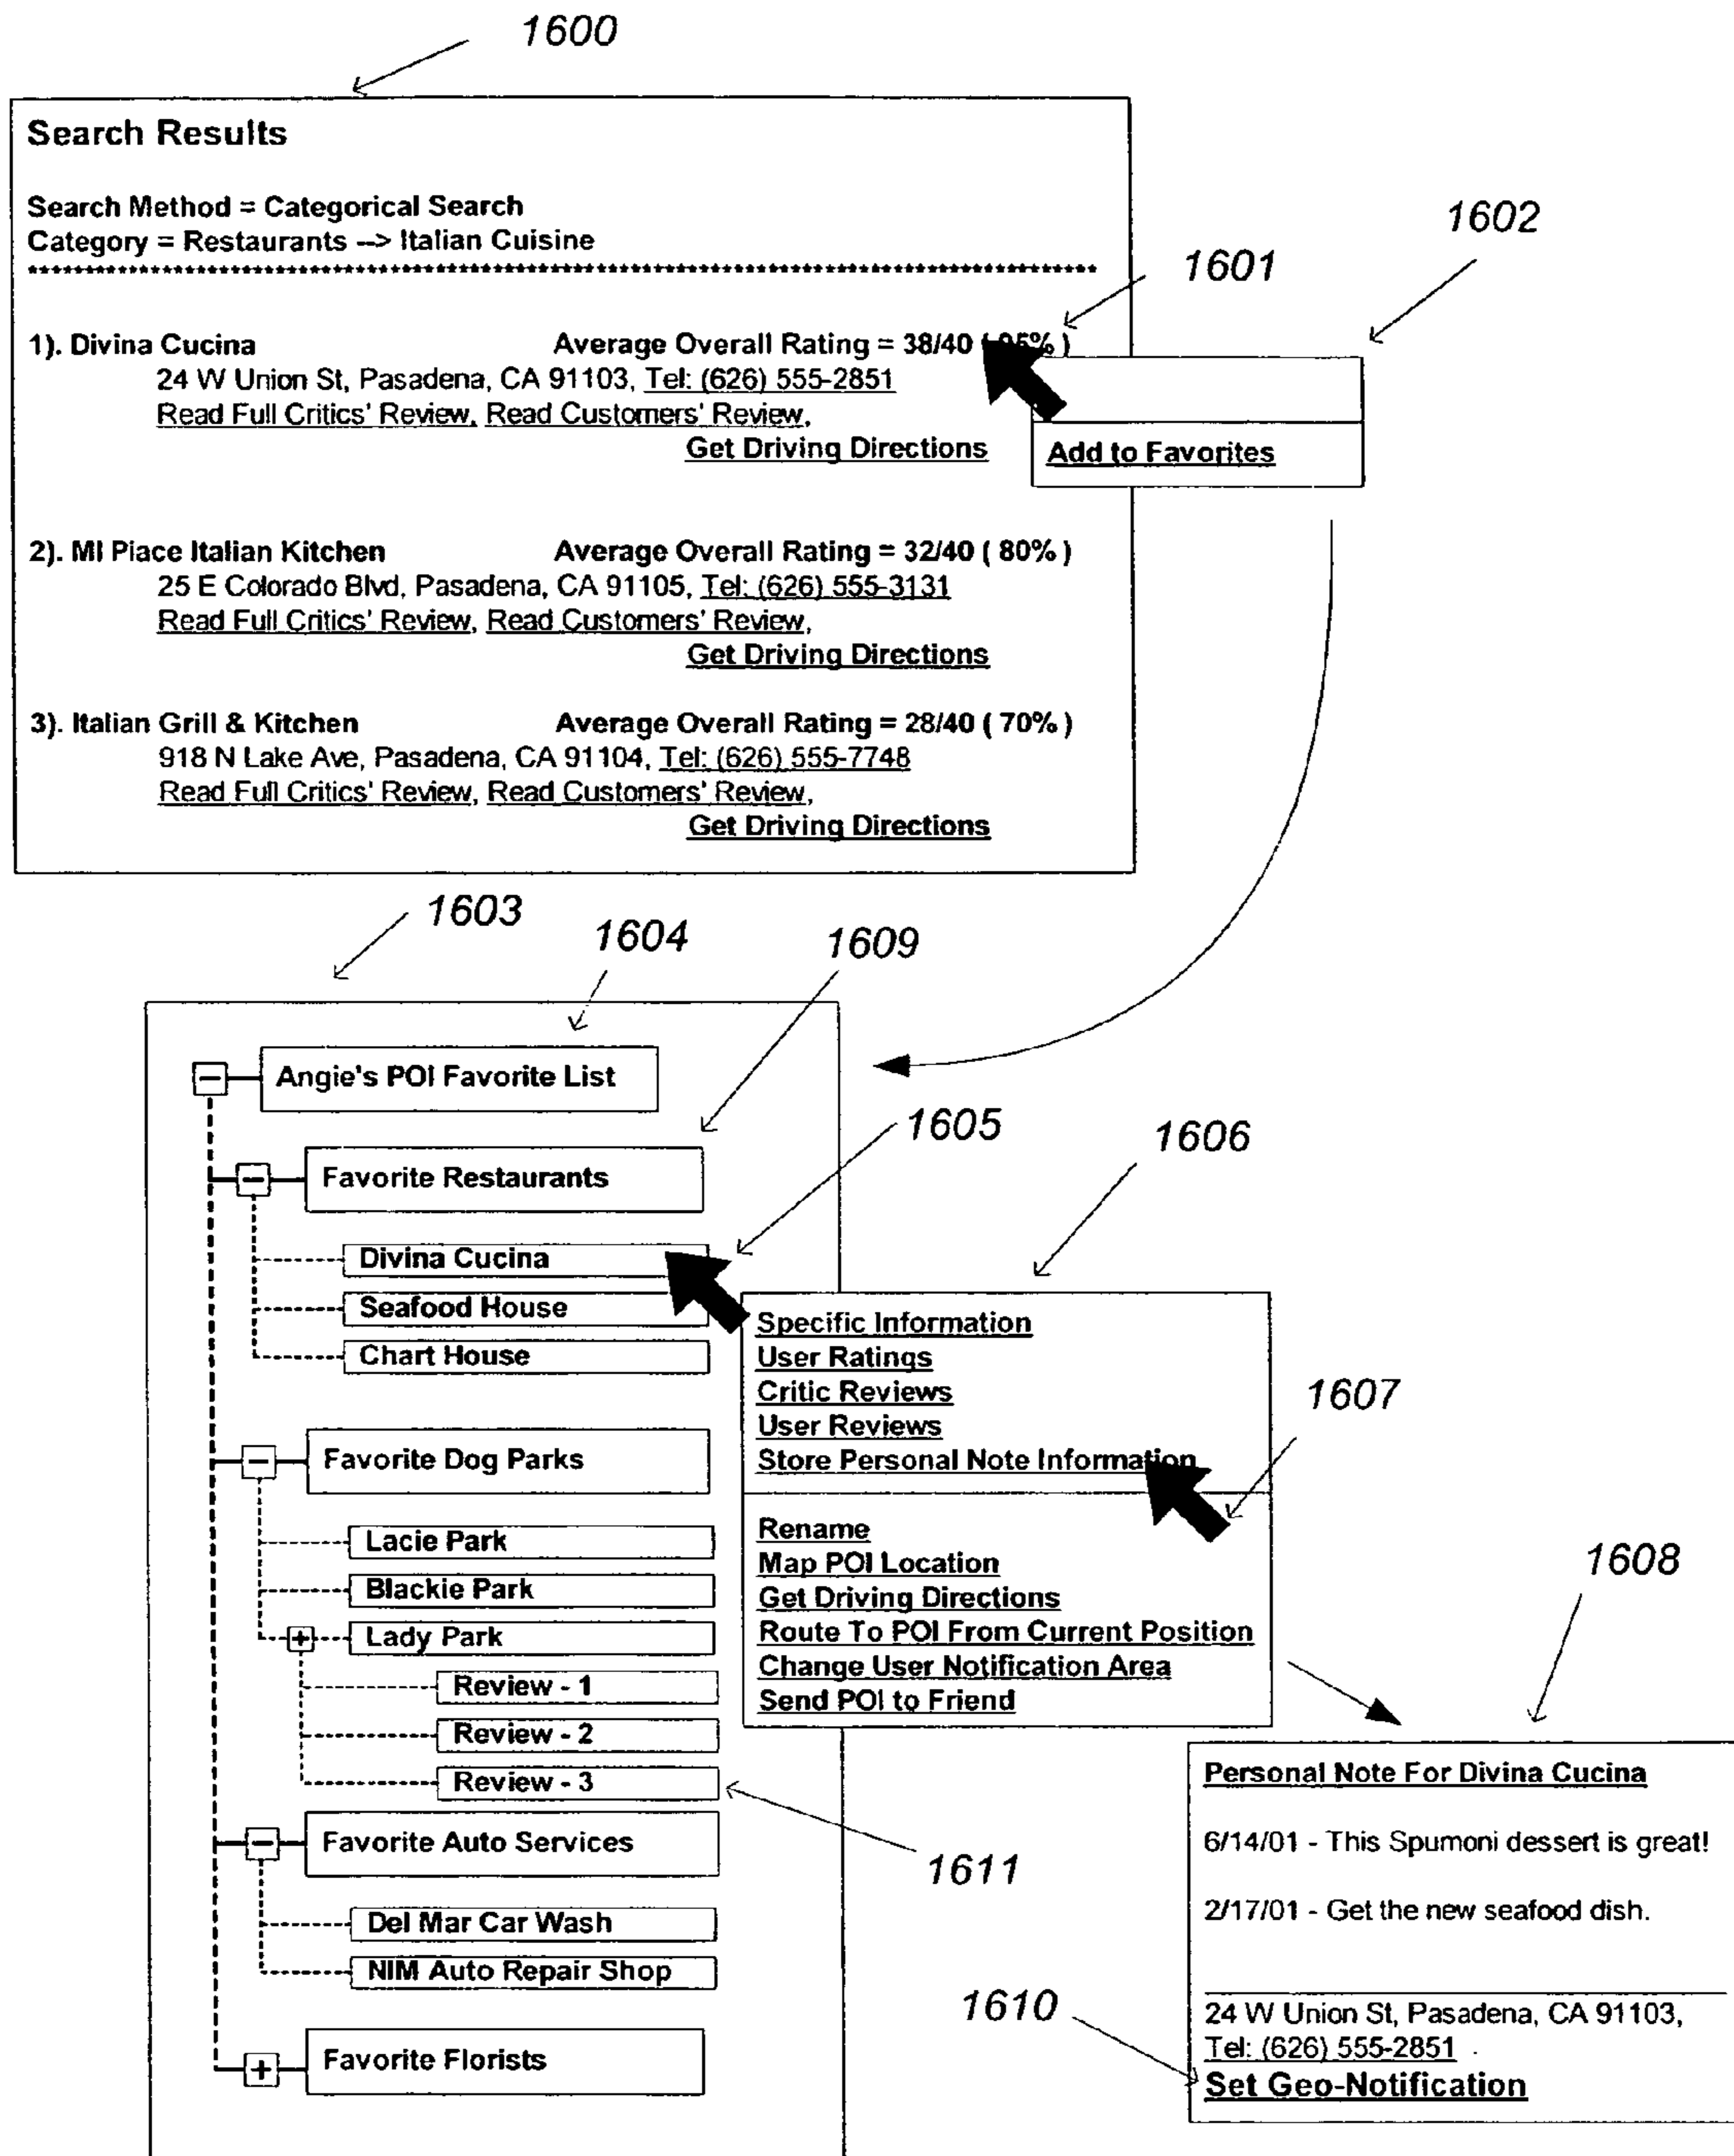 1600
Search Results
Search Method = Categorical Search
Category = Restaurants --> Italian Cuisine
1602
1601
1). Divina Cucina Average Overall Rating = 38/40 ( 95% )
24 W Union St, Pasadena, CA 91103, Tel: (626) 555-2851
Read Full Critics' Review, Read Customers' Review,
Get Driving Directions
Add to Favorites
2). MI Piace Italian Kitchen Average Overall Rating = 32/40 ( 80% )
25 E Colorado Blvd, Pasadena, CA 91105, Tel: (626) 555-3131
Read Full Critics' Review, Read Customers' Review,
Get Driving Directions
3). Italian Grill & Kitchen Average Overall Rating = 28/40 ( 70% )
918 N Lake Ave, Pasadena, CA 91104, Tel: (626) 555-7748
Read Full Critics' Review, Read Customers' Review,
Get Driving Directions
1603
1604
1609
Angie's POI Favorite List
1605
1606
Favorite Restaurants
Divina Cucina
Seafood House
Chart House
Specific Information
User Ratings
Critic Reviews
User Reviews
Store Personal Note Information
1607
Rename
Map POI Location
Get Driving Directions
Route To POI From Current Position
Change User Notification Area
Send POI to Friend
Favorite Dog Parks
Lacie Park
Blackie Park
Lady Park
Review - 1
Review - 2
Review - 3
1611
Favorite Auto Services
Del Mar Car Wash
NIM Auto Repair Shop
Favorite Florists
1608
Personal Note For Divina Cucina
6/14/01 - This Spumoni dessert is great!
2/17/01 - Get the new seafood dish.
1610
24 W Union St, Pasadena, CA 91103,
Tel: (626) 555-2851
Set Geo-Notification